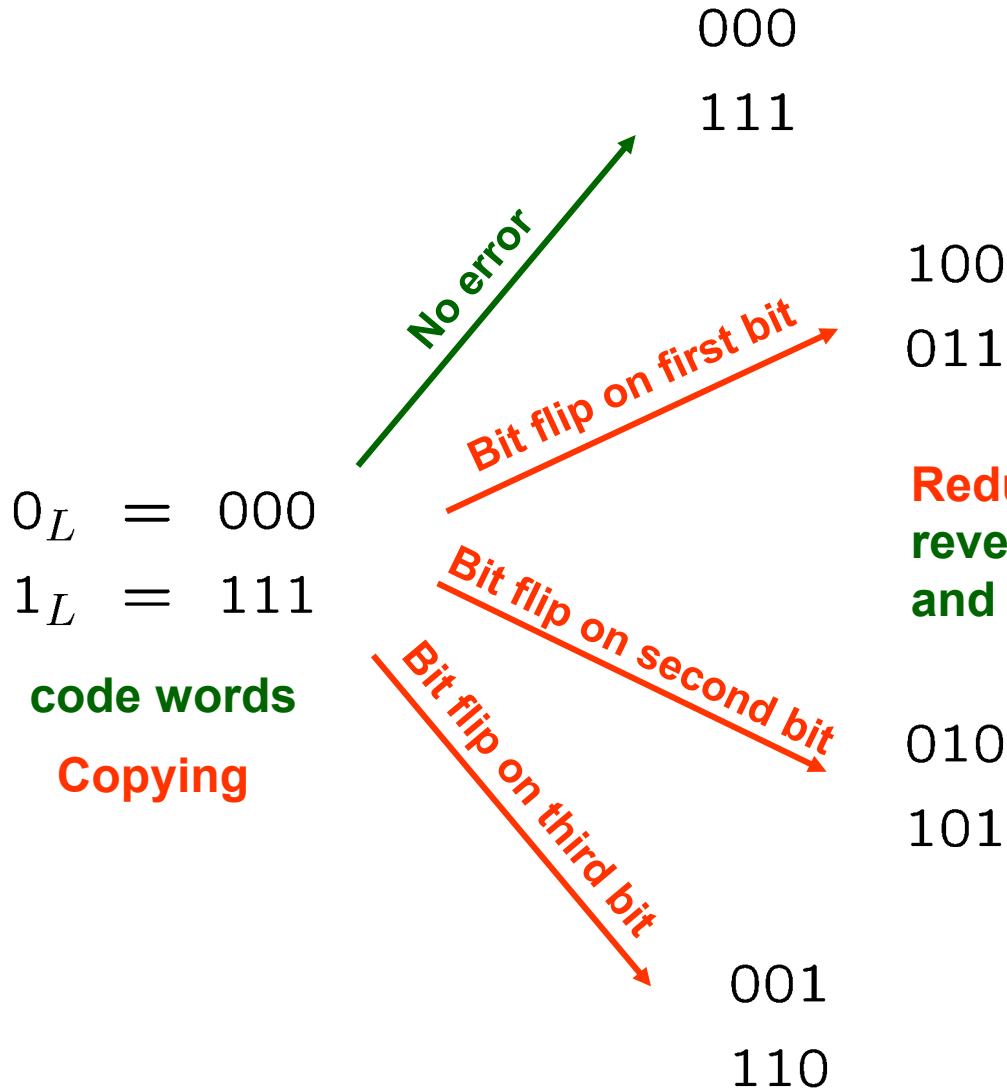 000
111
No error
100
011
Bit flip on first bit
0_L = 000
1_L = 111
code words
Copying
and
Bit flip on second bit
010
101
Bit flip on third bit
001
110